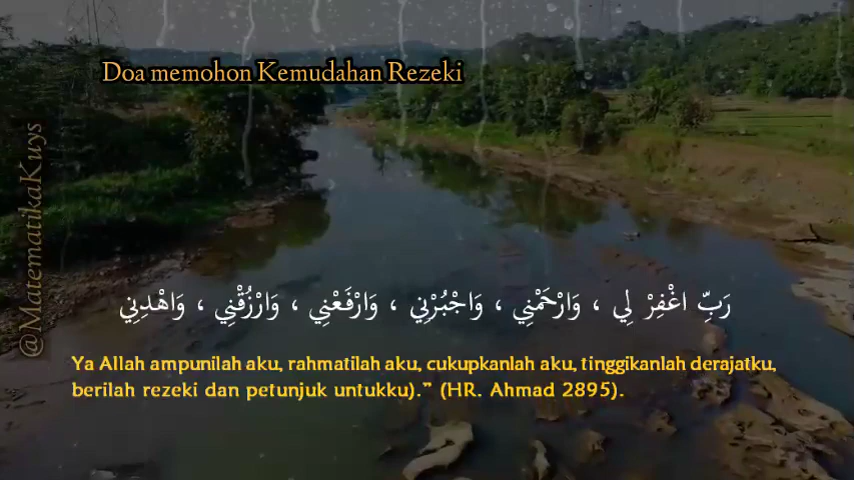 Doa memohon Kemudahan Rezeki
@MatematikaKuys
رَبِّ اغْفِرْ لِي ، وَارْحَمْنِي ، وَاجْبُرْنِي ، وَارْفَعْنِي ، وَارْزُقْنِي ، وَاهْدِنِي
Ya Allah ampunilah aku, rahmatilah aku, cukupkanlah aku, tinggikanlah derajatku,
berilah rezeki dan petunjuk untukku).” (HR. Ahmad 2895).